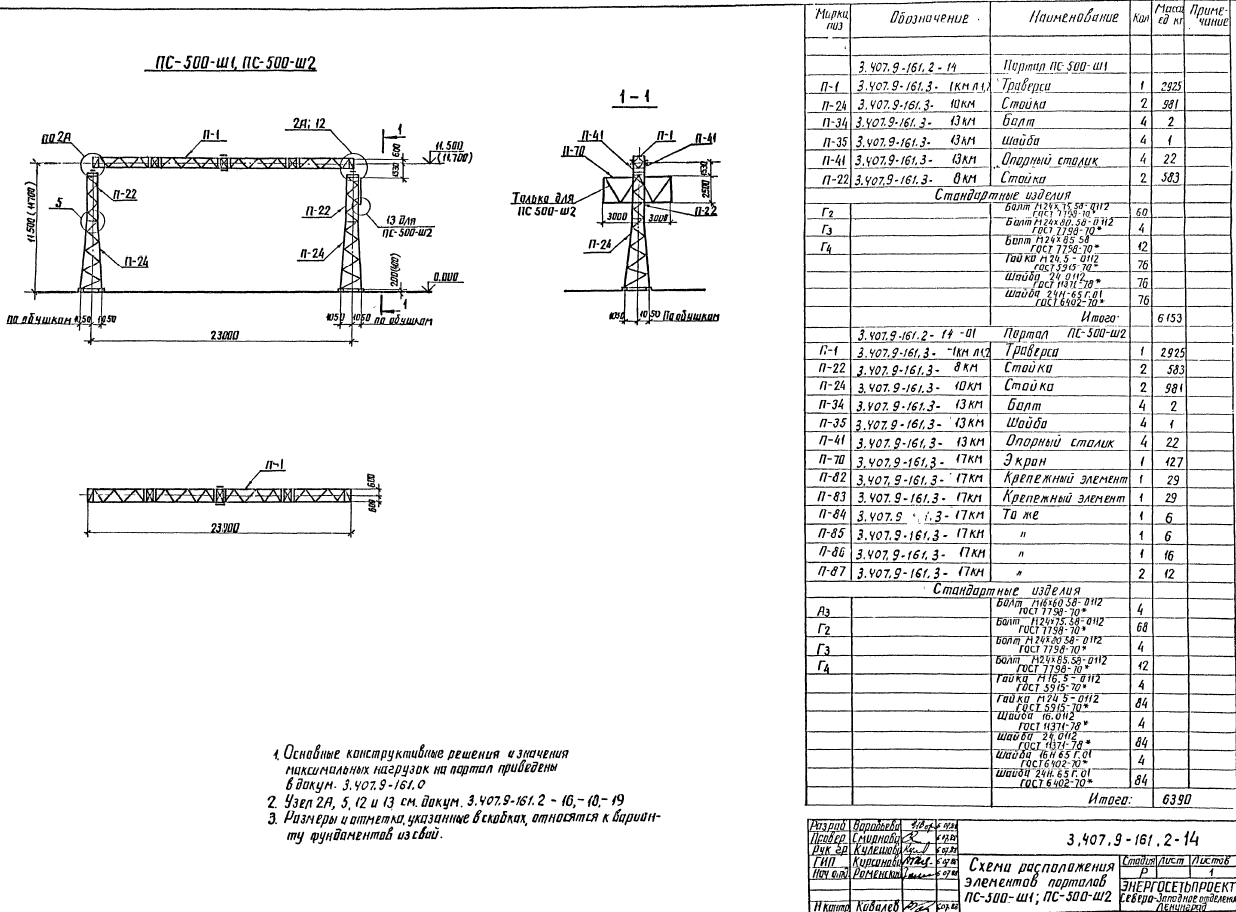 ПС-500-Ш1, ПС-500-Ш2
по 2А
П-1
2А; 12
1
11.500
(11.700)
600
1330
П-22
5
П-22
13 для
ПС-500-Ш2
11.500 (11700)
П-24
П-24
200(400)
0.000
1
по обушкам
1050
1050
1050
1050
по обушкам
23000
1-1
П-41
П-1
П-41
П-70
1330
2500
Только для
ПС 500-Ш2
3000
3000
П-22
П-24
1050
1050
По обушкам
П-1
600
600
23000
1. Основные конструктивные решения и значения
максимальных нагрузок на портал приведены
в докум. 3.407.9-161.0
2. Узел 2А, 5, 12 и 13 см. докум. 3.407.9-161.2 - 16,-18,-19
3. Размеры и отметка, указанные в скобках, относятся к вариан-
ту фундаментов из свай.
Марка поз Обозначение Наименование Кол Масса ед кг Приме-чание
3.407.9-161.2-14 Портал ПС-500-Ш1
П-1 3.407.9-161.3- 1КМ л1,2 Траверса 1 2925
П-24 3.407.9-161.3- 10КМ Стойка 2 981
П-34 3.407.9-161.3- 13КМ Болт 4 2
П-35 3.407.9-161.3- 13КМ Шайба 4 1
П-41 3.407.9-161.3- 13КМ Опорный столик 4 22
П-22 3.407.9-161.3- 8КМ Стойка 2 583
Стандартные изделия
Г2 Болт М24х75.58-0112 ГОСТ 7798-70* 60
Г3 Болт М24х80.58-0112 ГОСТ 7798-70* 4
Г4 Болт М24х85 58 ГОСТ 7798-70* 12
Гайка М24.5-0112 ГОСТ 5915-70* 76
Шайба 24 0112 ГОСТ 11371-78* 76
Шайба 24Н-65 Г.01 ГОСТ 6402-70* 76
Итого: 6153
3.407.9-161.2-14 -01 Портал ПС-500-Ш2
П-1 3.407.9-161.3- 1КМ л1,2 Траверса 1 2925
П-22 3.407.9-161.3- 8КМ Стойка 2 583
П-24 3.407.9-161.3- 10КМ Стойка 2 981
П-34 3.407.9-161.3- 13КМ Болт 4 2
П-35 3.407.9-161.3- 13КМ Шайба 4 1
П-41 3.407.9-161.3- 13КМ Опорный столик 4 22
П-70 3.407.9-161.3- 17КМ Экран 1 127
П-82 3.407.9-161.3- 17КМ Крепежный элемент 1 29
П-83 3.407.9-161.3- 17КМ Крепежный элемент 1 29
П-84 3.407.9 1.3- 17КМ То же 1 6
П-85 3.407.9-161.3- 17КМ " 1 6
П-86 3.407.9-161.3- 17КМ " 1 16
П-87 3.407.9-161.3- 17КМ " 2 12
Стандартные изделия
А3 Болт М16х60 58-0112 ГОСТ 7798-70* 4
Г2 Болт М24х75.58-0112 ГОСТ 7798-70* 68
Г3 Болт М24х80 58-0112 ГОСТ 7798-70* 4
Г4 Болт М24х85.58-0112 ГОСТ 7798-70* 12
Гайка М16.5-0112 ГОСТ 5915-70* 4
Гайка М24 5-0112 ГОСТ 5915-70* 84
Шайба 16.0112 ГОСТ 11371-78* 4
Шайба 24.0112 ГОСТ 11371-78* 84
Шайба 16Н 65 Г.01 ГОСТ 6402-70* 4
Шайба 24Н. 65 Г.01 ГОСТ 6402-70* 84
Итого: 6390
Разраб Воробьева
Провер Смирнова
Рук гр Кулешова
ГИП Кирсанова
Нач отд Роменский
Н контр Ковалев
3.407.9-161.2-14
Схема расположения
элементов порталов
ПС-500-Ш1; ПС-500-Ш2
Стадия Лист Листов
Р 1
ЭНЕРГОСЕТЬПРОЕКТ
Северо-Западное отделение
Ленинград